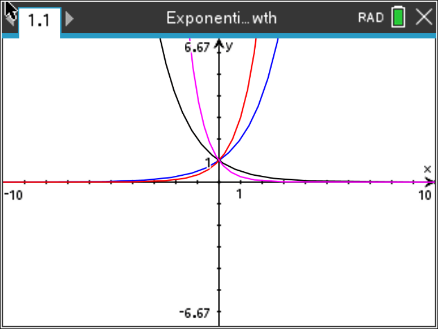 1.1 Exponenti...wth RAD
6.67 y
1 x
-10 1 10
-6.67